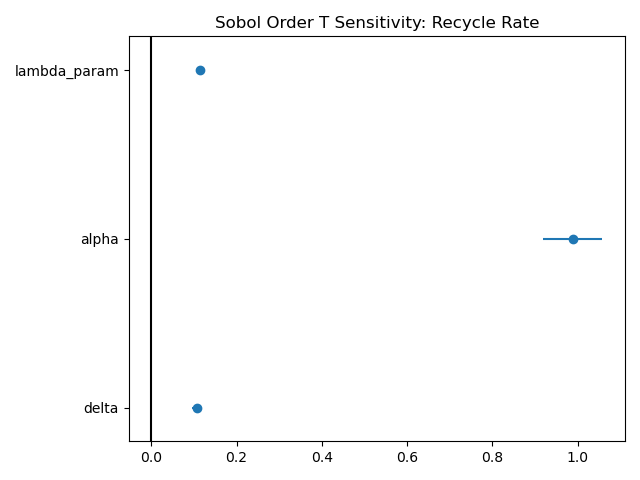 Sobol Order T Sensitivity: Recycle Rate
lambda_param
alpha
delta
0.0 0.2 0.4 0.6 0.8 1.0